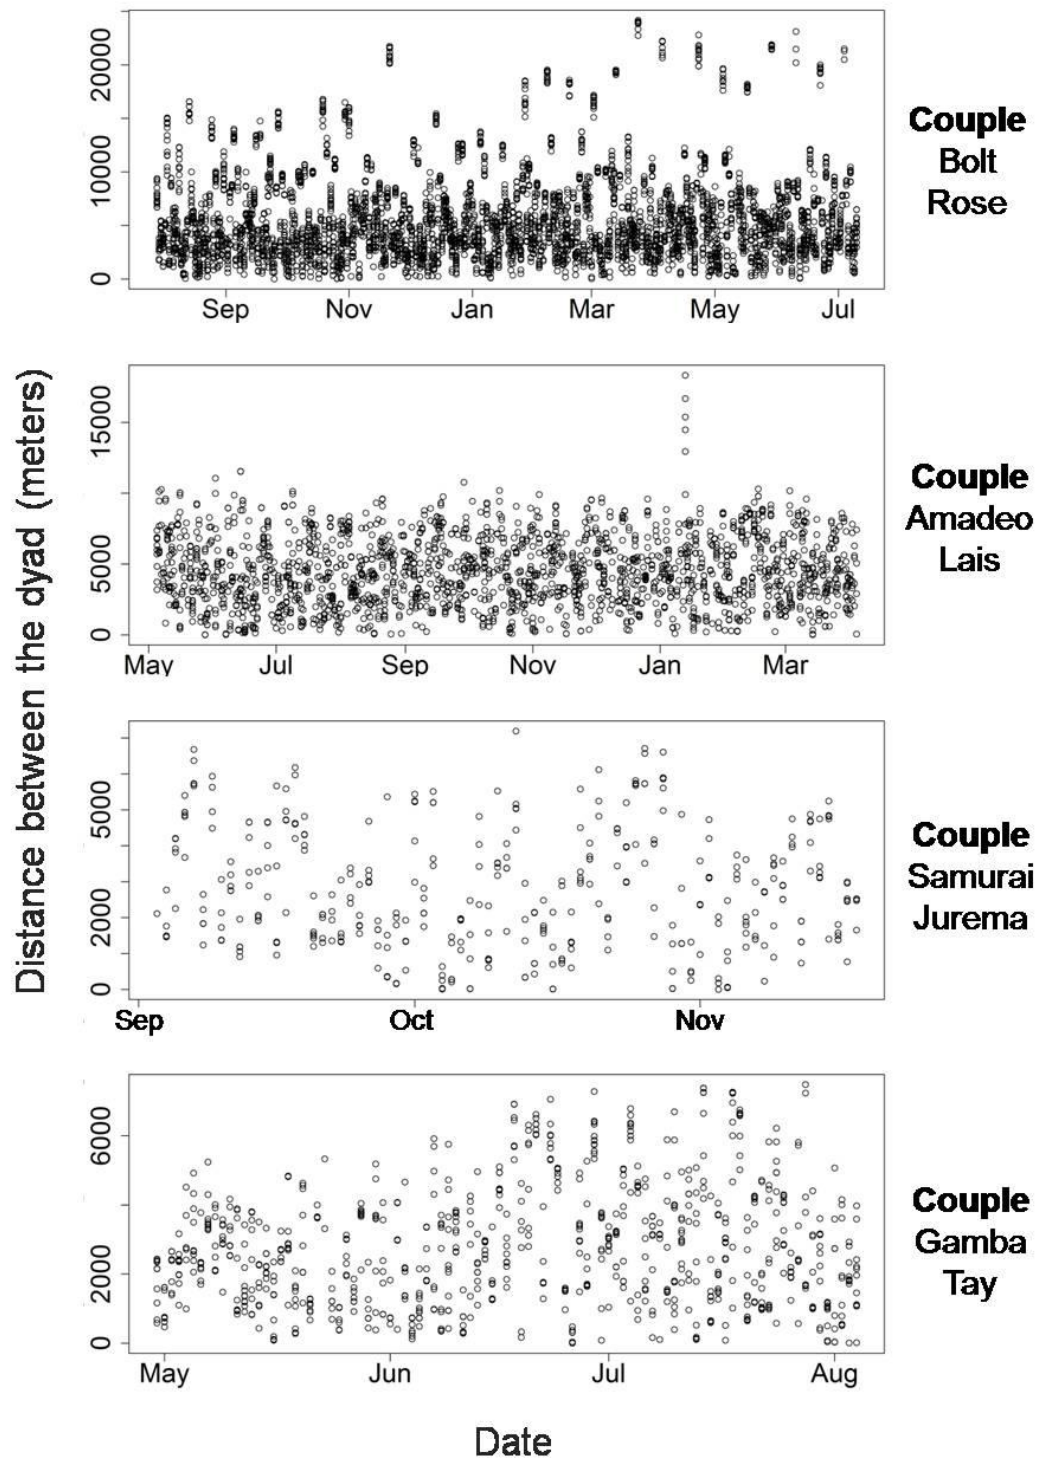 20000
10000
0
Sep Nov Jan Mar May Jul
Couple
Bolt
Rose
Distance between the dyad (meters)
15000
5000
0
May Jul Sep Nov Jan Mar
Couple
Amadeo
Lais
5000
2000
0
Sep Oct Nov
Couple
Samurai
Jurema
6000
2000
0
May Jun Jul Aug
Couple
Gamba
Tay
Date